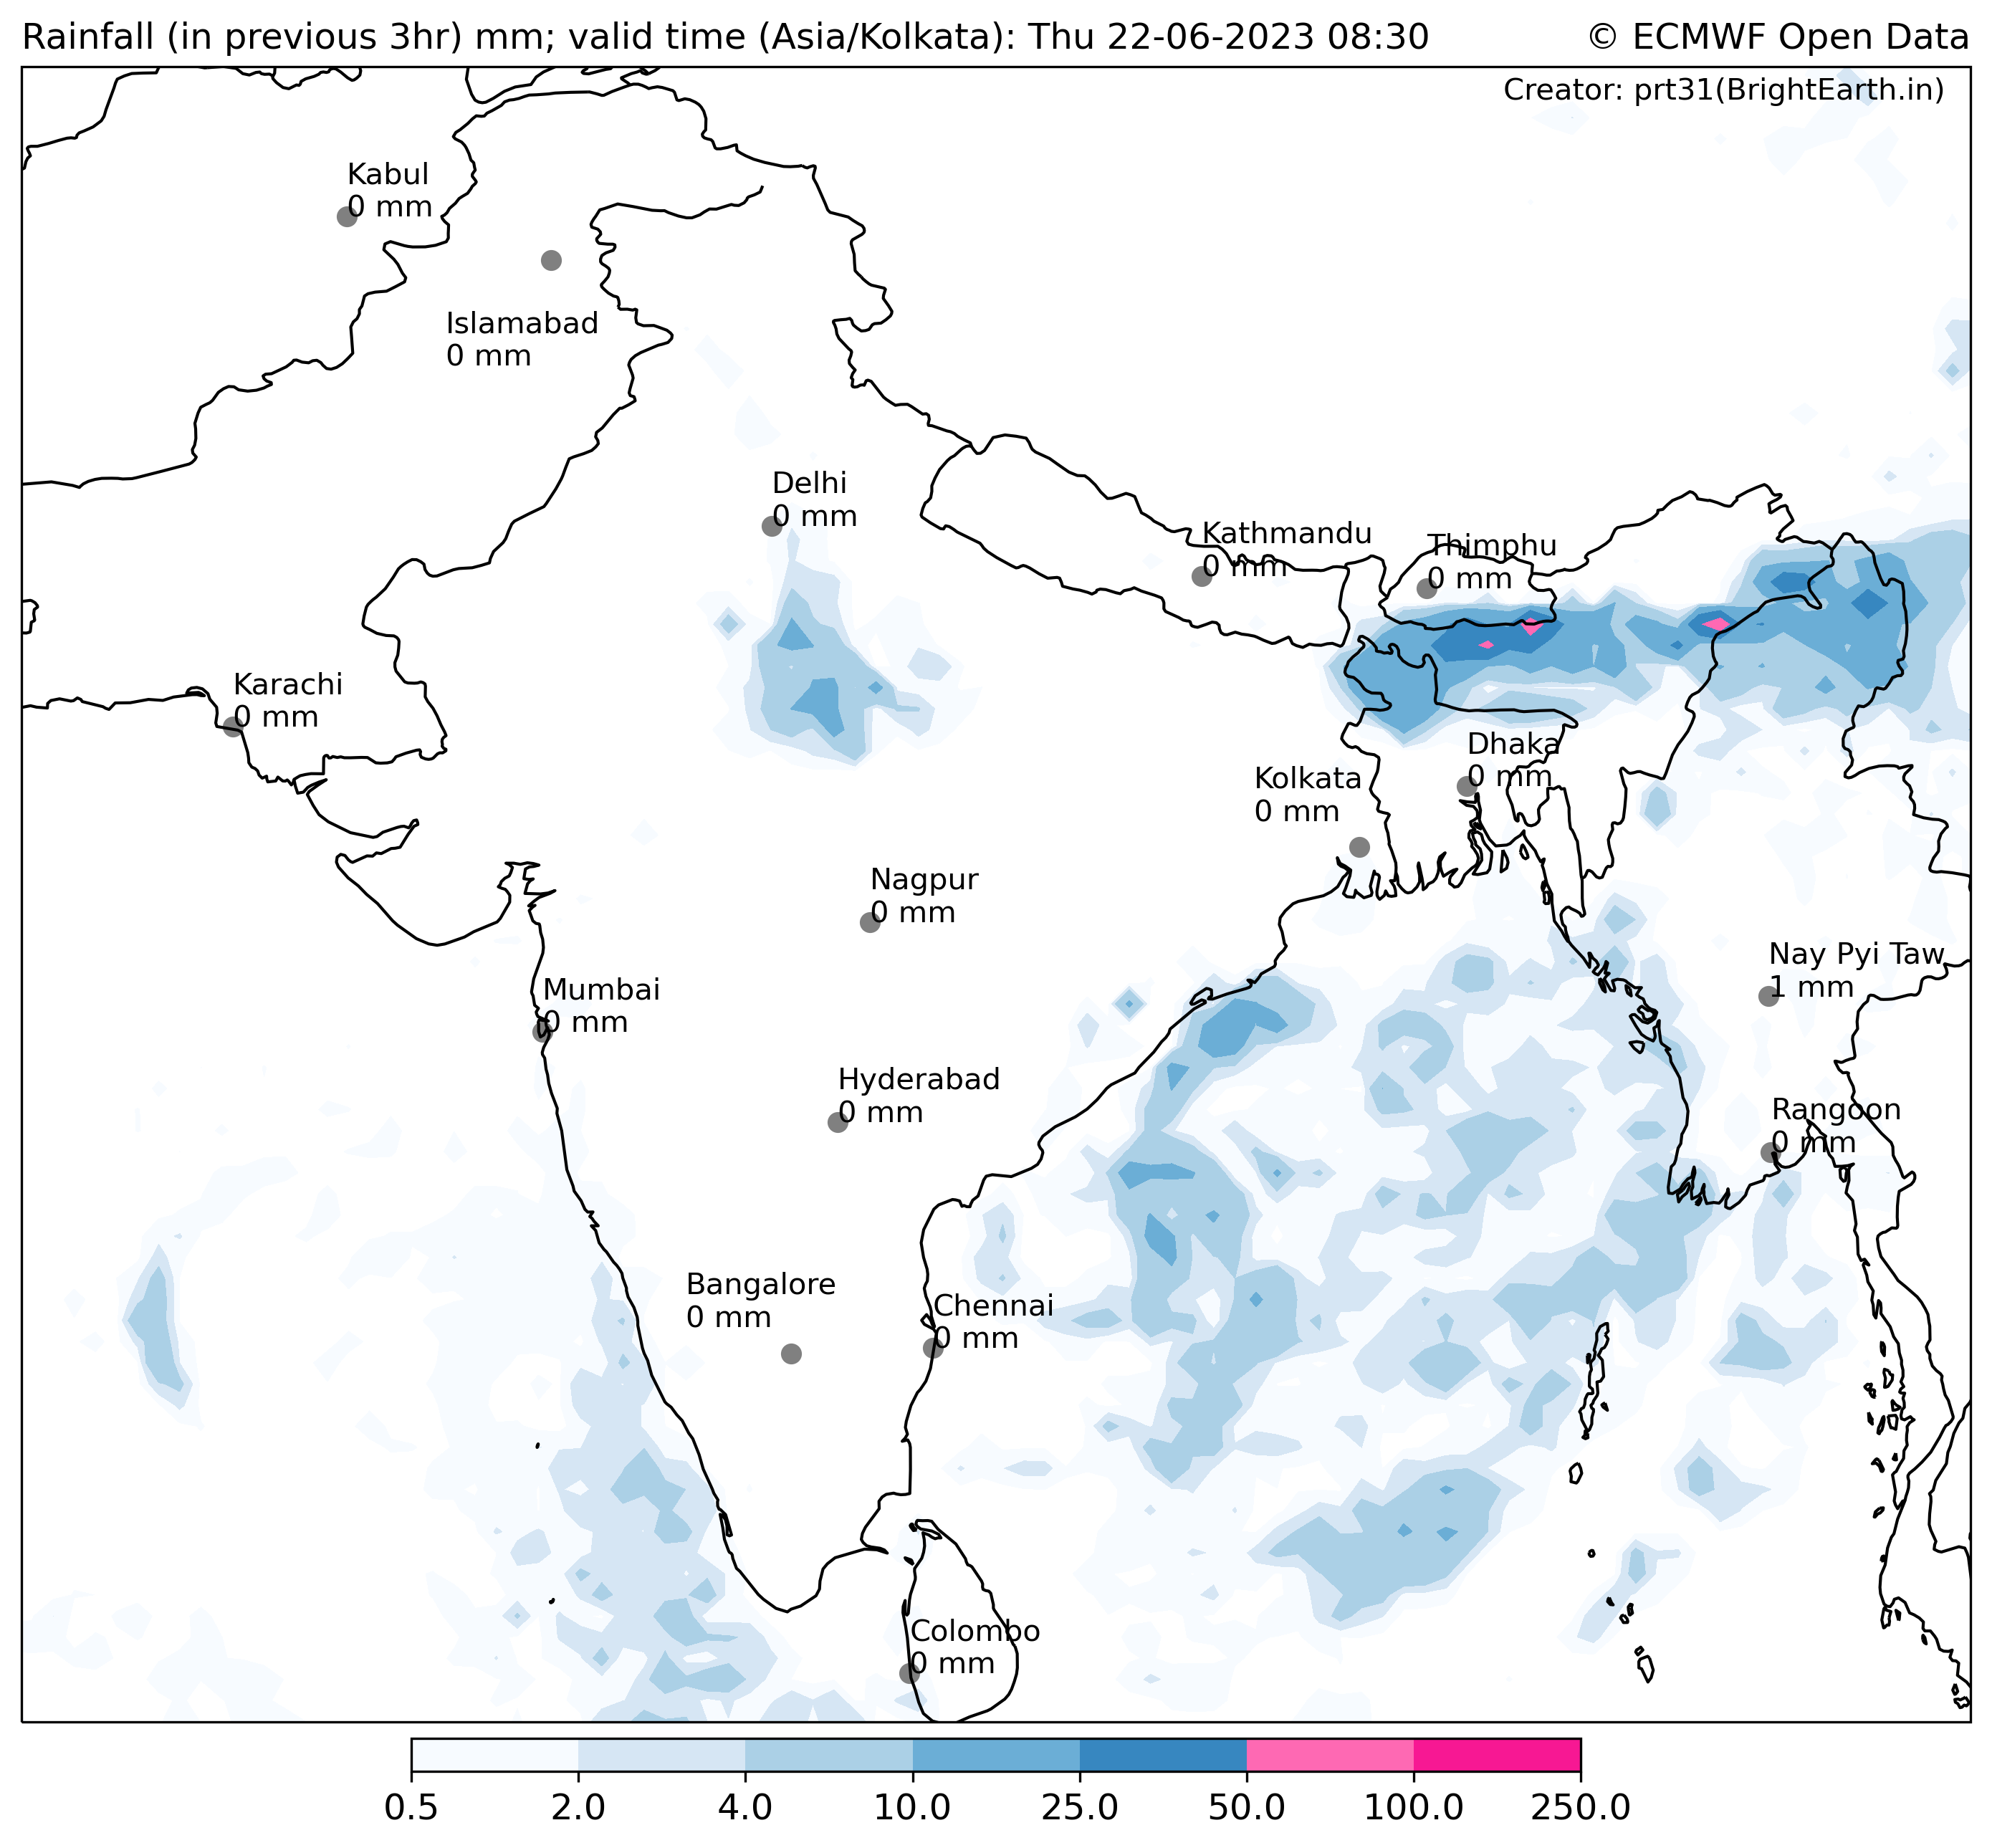 Rainfall (in previous 3hr) mm; valid time (Asia/Kolkata): Thu 22-06-2023 08:30
© ECMWF Open Data
Creator: prt31(BrightEarth.in)
Kabul
0 mm
Islamabad
0 mm
Delhi
0 mm
Kathmandu
0 mm
Thimphu
0 mm
Karachi
0 mm
Dhaka
0 mm
Kolkata
0 mm
Nagpur
0 mm
Nay Pyi Taw
1 mm
Mumbai
0 mm
Hyderabad
0 mm
Rangoon
0 mm
Bangalore
0 mm
Chennai
0 mm
Colombo
0 mm
0.5 2.0 4.0 10.0 25.0 50.0 100.0 250.0